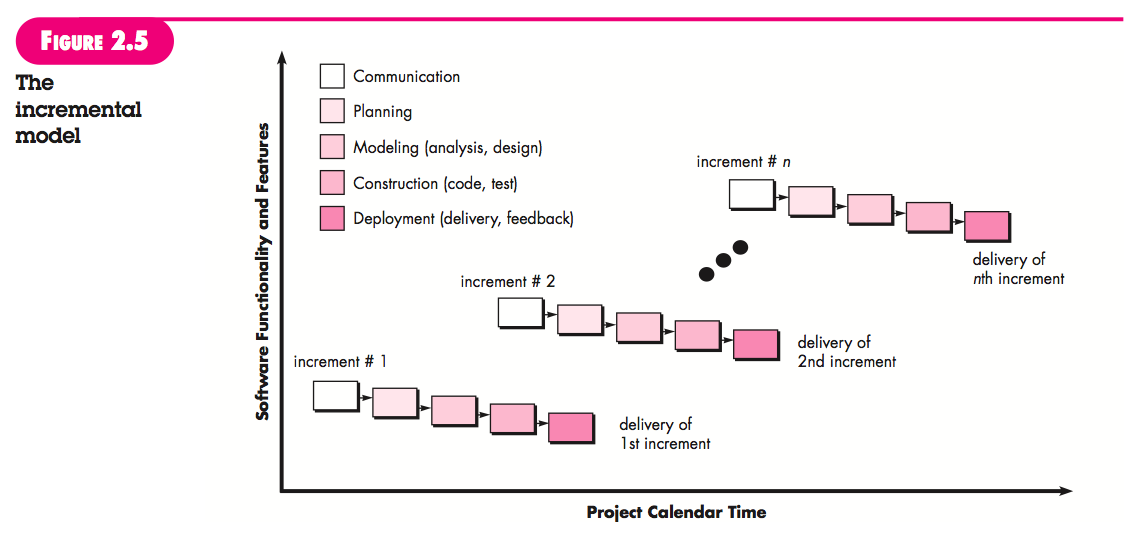 FIGURE 2.5
The
incremental
model
Software Functionality and Features
Communication
Planning
Modeling (analysis, design)
Construction (code, test)
Deployment (delivery, feedback)
increment # n
delivery of
nth increment
increment # 2
delivery of
2nd increment
increment # 1
delivery of
1st increment
Project Calendar Time